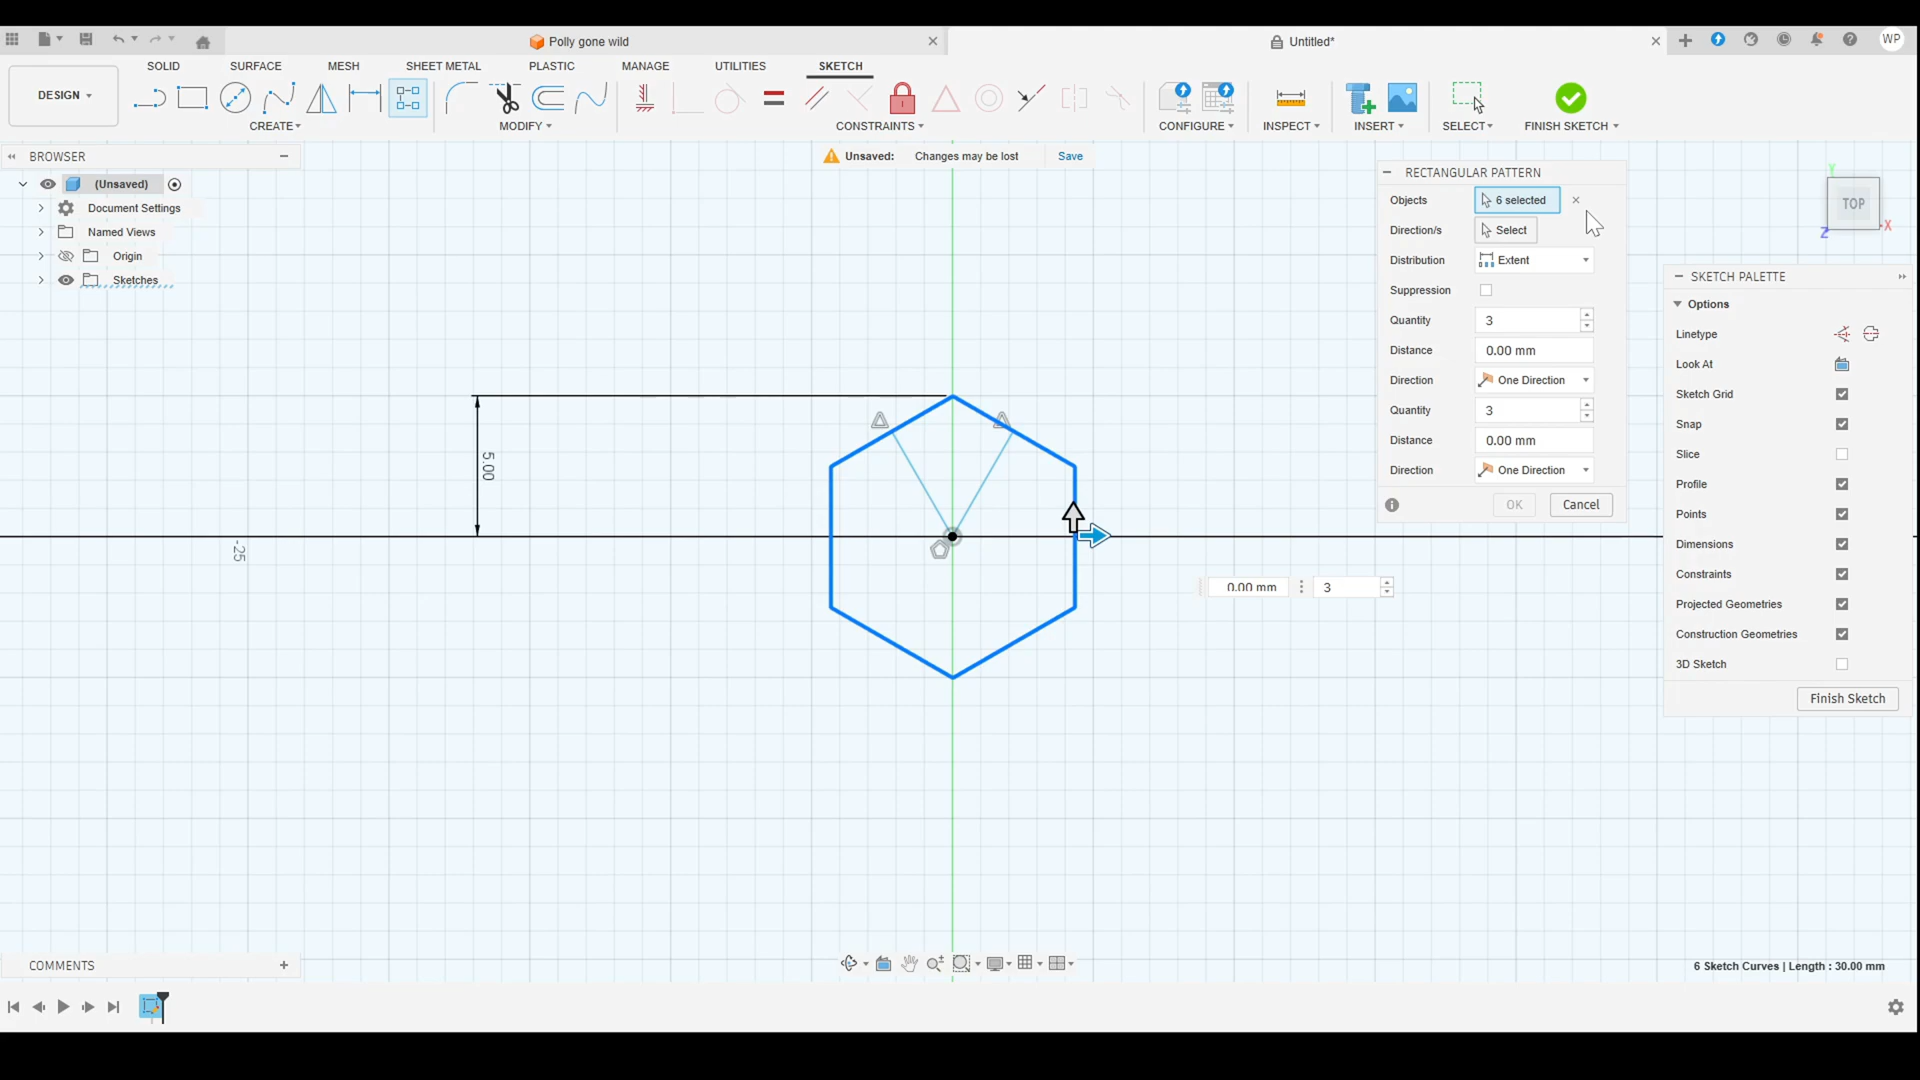 Polly gone wild
Untitled*
WP
DESIGN
SOLID
SURFACE
MESH
SHEET METAL
PLASTIC
MANAGE
UTILITIES
SKETCH
CREATE
MODIFY
CONSTRAINTS
CONFIGURE
INSPECT
INSERT
SELECT
FINISH SKETCH
BROWSER
Unsaved: Changes may be lost Save
(Unsaved)
Document Settings
Named Views
Origin
Sketches
RECTANGULAR PATTERN
Objects 6 selected
Direction/s Select
Distribution Extent
Suppression
Quantity 3
Distance 0.00 mm
Direction One Direction
Quantity 3
Distance 0.00 mm
Direction One Direction
OK Cancel
Y
TOP
X
Z
SKETCH PALETTE
Options
Linetype
Look At
Sketch Grid
Snap
Slice
Profile
Points
Dimensions
Constraints
Projected Geometries
Construction Geometries
3D Sketch
Finish Sketch
5.00
-25
0.00 mm 3
COMMENTS
6 Sketch Curves | Length : 30.00 mm